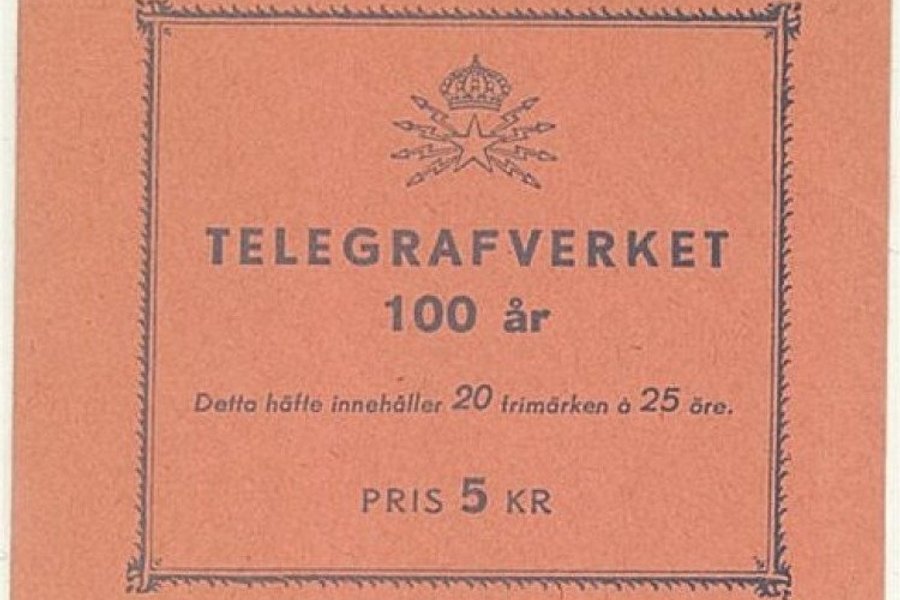 TELEGRAFVERKET
100 år
Detta häfte innehåller 20 frimärken à 25 öre.
PRIS 5 KR